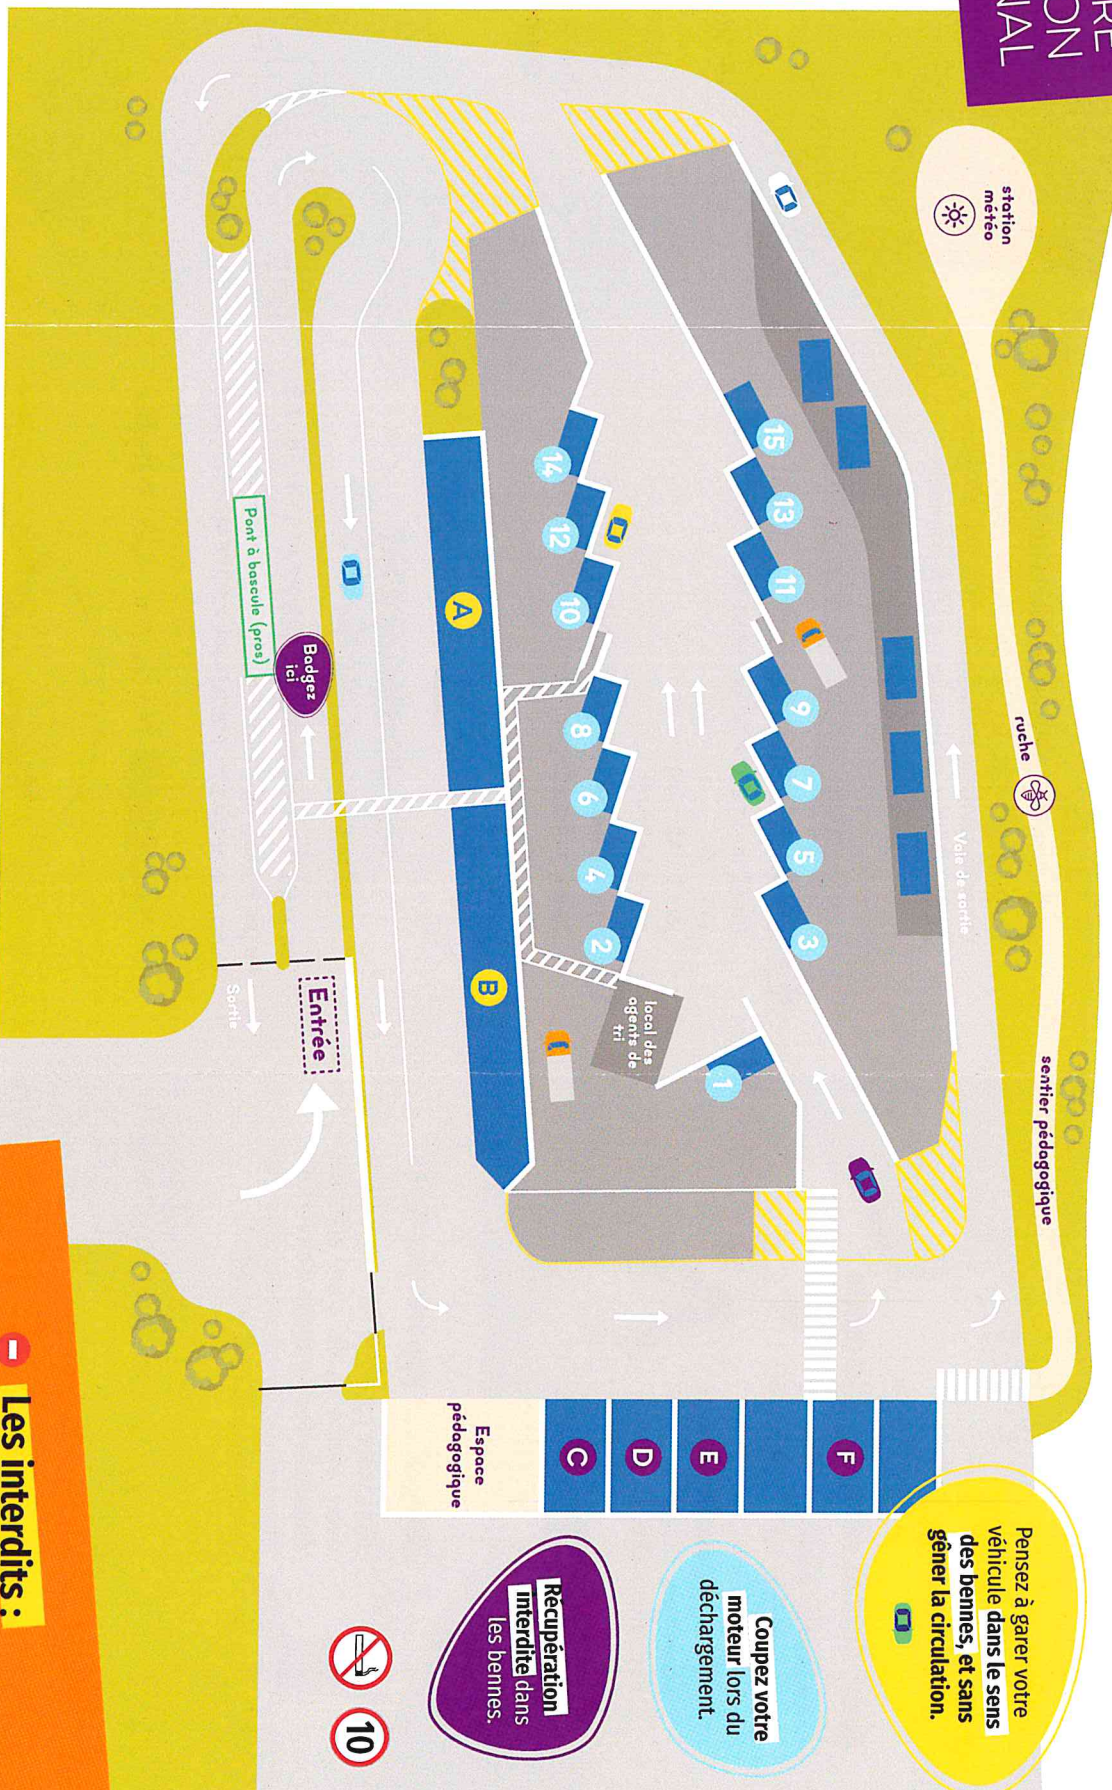 RE
ON
NAL
station
météo
ruche
sentier pédagogique
Voie de sortie
15
13
11
9
7
5
3
1
14
12
10
8
6
4
2
local des
agents de
tri
A
B
Pont à bascule (pros)
Badgez
ici
Entrée
Sortie
Espace
pédagogique
C
D
E
F
Pensez à garer votre
véhicule dans le sens
des bennes, et sans
gêner la circulation.
Coupez votre
moteur lors du
déchargement.
Récupération
interdite dans
les bennes.
10
Les interdits :